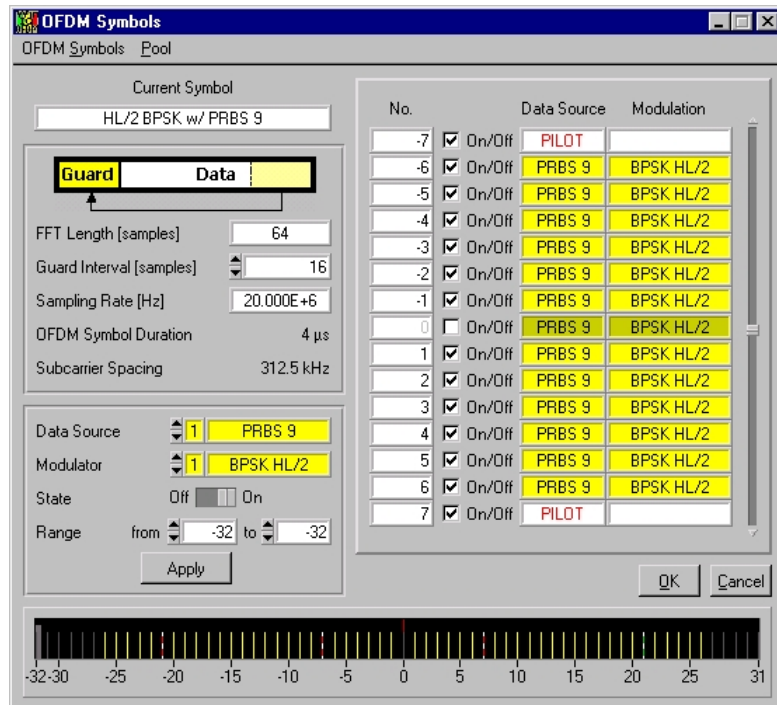 OFDM Symbols
OFDM Symbols Pool
Current Symbol
HL/2 BPSK w/ PRBS 9
Guard Data
FFT Length [samples] 64
Guard Interval [samples] 16
Sampling Rate [Hz] 20.000E+6
OFDM Symbol Duration 4 µs
Subcarrier Spacing 312.5 kHz
Data Source 1 PRBS 9
Modulator 1 BPSK HL/2
State Off On
Range from -32 to -32
Apply
No. Data Source Modulation
-7 On/Off PILOT
-6 On/Off PRBS 9 BPSK HL/2
-5 On/Off PRBS 9 BPSK HL/2
-4 On/Off PRBS 9 BPSK HL/2
-3 On/Off PRBS 9 BPSK HL/2
-2 On/Off PRBS 9 BPSK HL/2
-1 On/Off PRBS 9 BPSK HL/2
0 On/Off PRBS 9 BPSK HL/2
1 On/Off PRBS 9 BPSK HL/2
2 On/Off PRBS 9 BPSK HL/2
3 On/Off PRBS 9 BPSK HL/2
4 On/Off PRBS 9 BPSK HL/2
5 On/Off PRBS 9 BPSK HL/2
6 On/Off PRBS 9 BPSK HL/2
7 On/Off PILOT
OK Cancel
-32 -30 -25 -20 -15 -10 -5 0 5 10 15 20 25 31